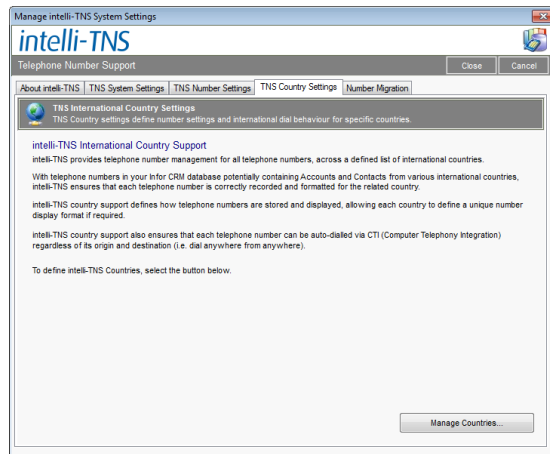 Manage intelli-TNS System Settings
intelli-TNS
Telephone Number Support
Close
Cancel
About intelli-TNS
TNS System Settings
TNS Number Settings
TNS Country Settings
Number Migration
TNS International Country Settings
TNS Country settings define number settings and international dial behaviour for specific countries.
intelli-TNS International Country Support
intelli-TNS provides telephone number management for all telephone numbers, across a defined list of international countries.
With telephone numbers in your Infor CRM database potentially containing Accounts and Contacts from various international countries,
intelli-TNS ensures that each telephone number is correctly recorded and formatted for the related country.
intelli-TNS country support defines how telephone numbers are stored and displayed, allowing each country to define a unique number
display format if required.
intelli-TNS country support also ensures that each telephone number can be auto-dialled via CTI (Computer Telephony Integration)
regardless of its origin and destination (i.e. dial anywhere from anywhere).
To define intelli-TNS Countries, select the button below.
Manage Countries...